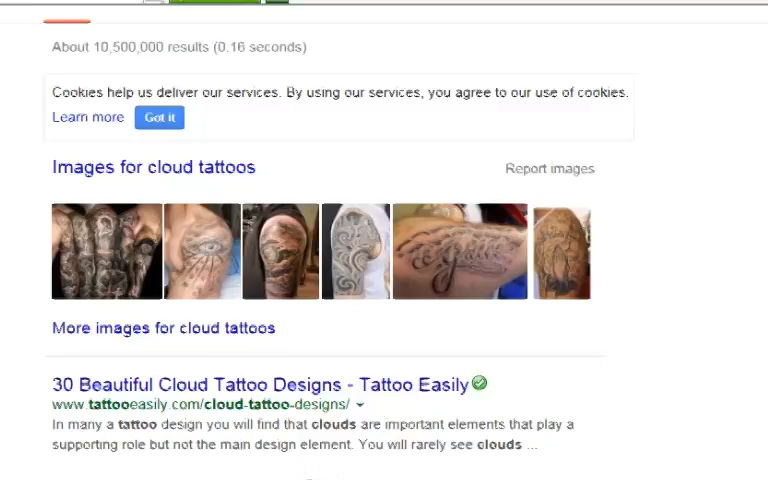 About 10,500,000 results (0.16 seconds)
Cookies help us deliver our services. By using our services, you agree to our use of cookies.
Learn more Got it
Images for cloud tattoos Report images
More images for cloud tattoos
30 Beautiful Cloud Tattoo Designs - Tattoo Easily
www.tattooeasily.com/cloud-tattoo-designs/
In many a tattoo design you will find that clouds are important elements that play a
supporting role but not the main design element. You will rarely see clouds ...